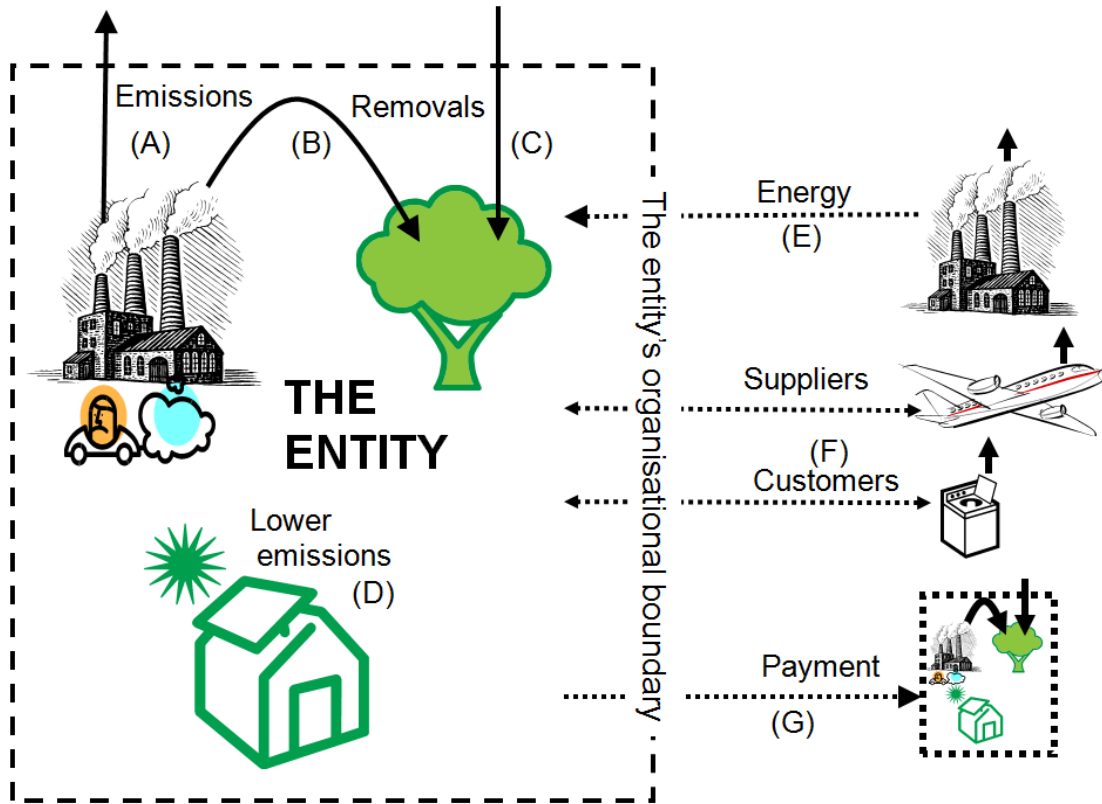 Emissions
(A)
(B)
Removals
(C)
THE
ENTITY
Lower
emissions
(D)
The entity's organisational boundary
Energy
(E)
Suppliers
(F)
Customers
Payment
(G)